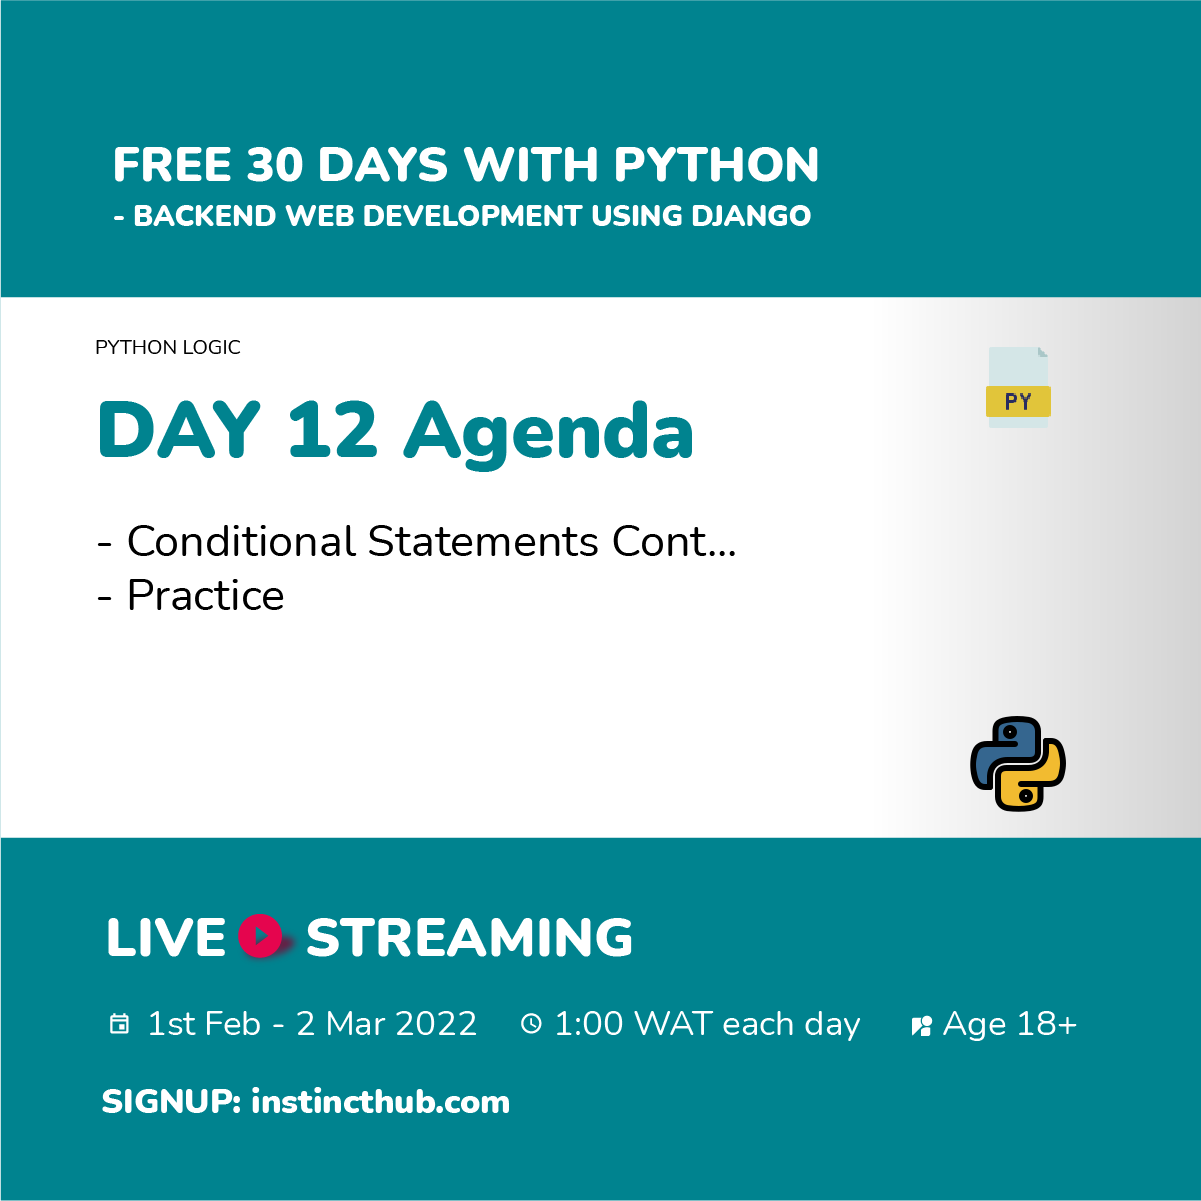 FREE 30 DAYS WITH PYTHON
- BACKEND WEB DEVELOPMENT USING DJANGO
PYTHON LOGIC
PY
DAY 12 Agenda
- Conditional Statements Cont...
- Practice
LIVE STREAMING
1st Feb - 2 Mar 2022 1:00 WAT each day Age 18+
SIGNUP: instincthub.com